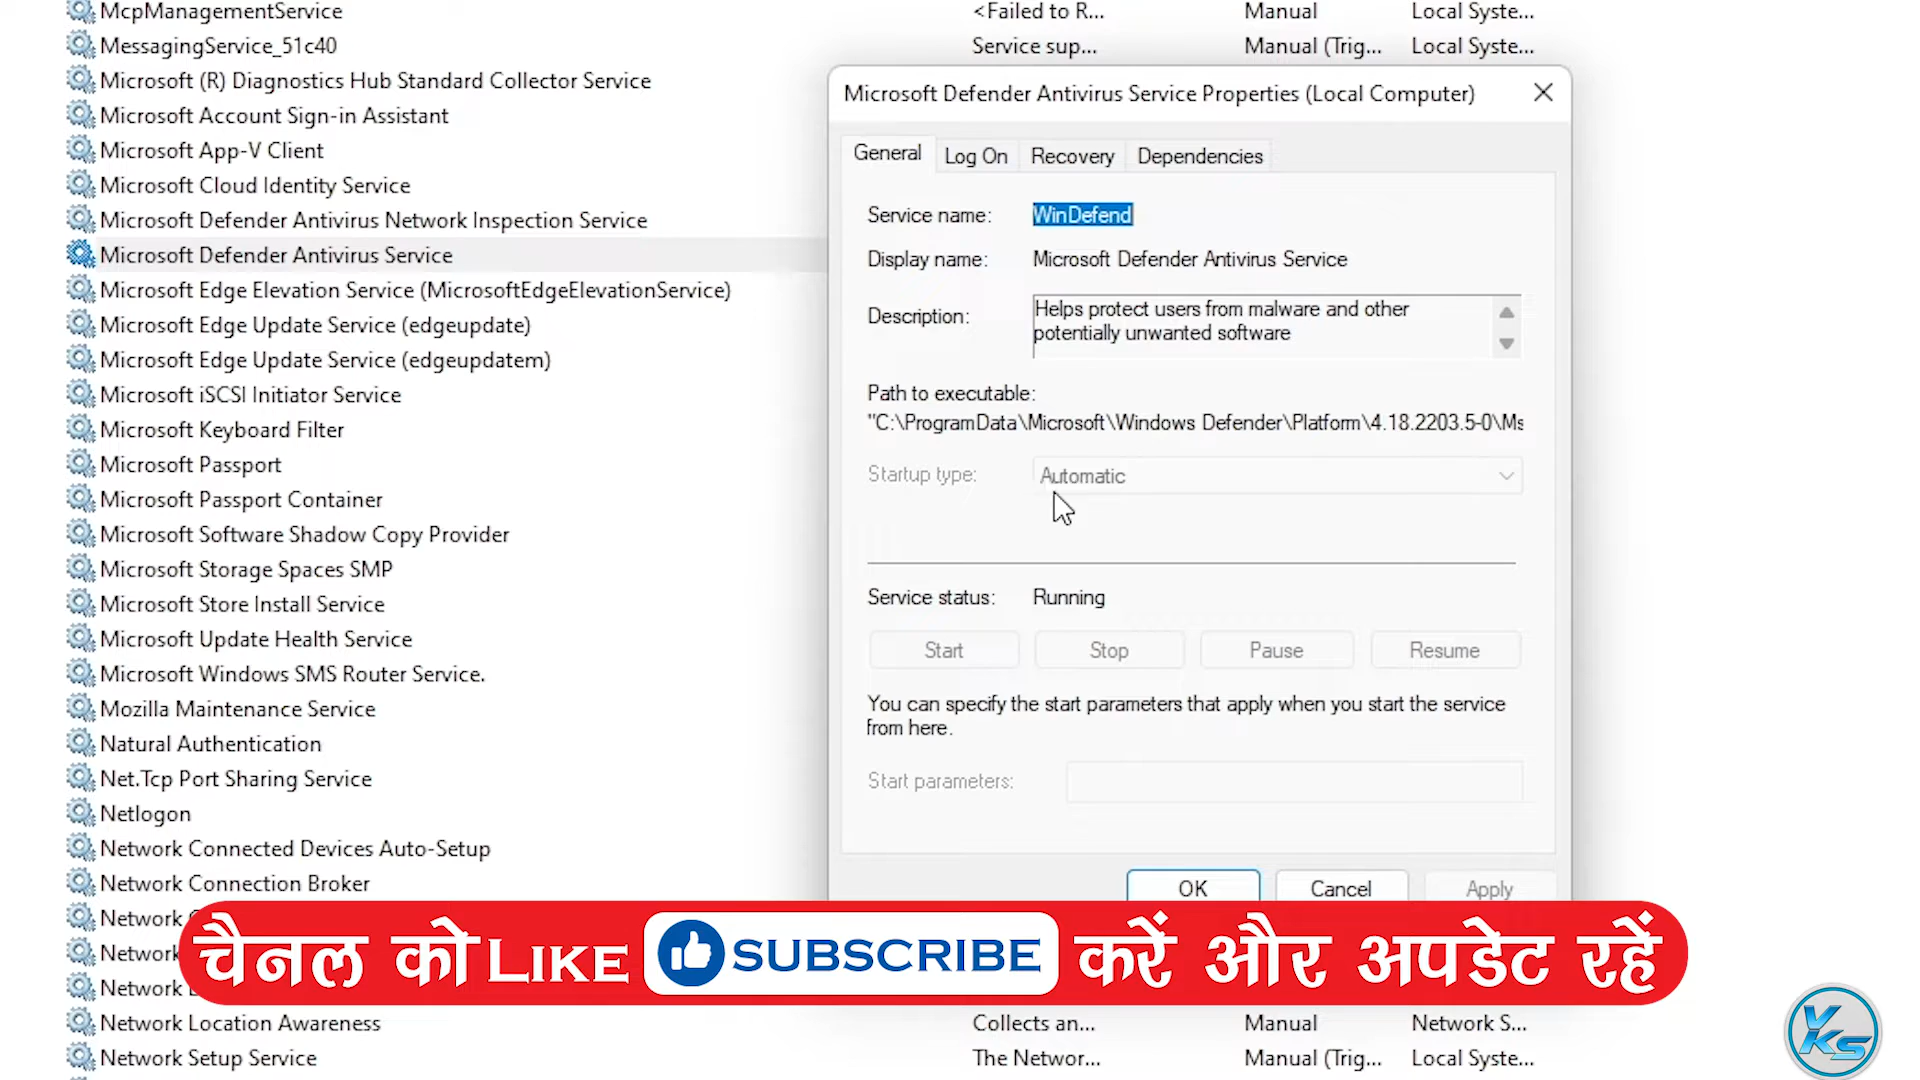 McpManagementService <Failed to R... Manual Local Syste...
MessagingService_51c40 Service sup... Manual (Trig... Local Syste...
Microsoft (R) Diagnostics Hub Standard Collector Service
Microsoft Account Sign-in Assistant
Microsoft App-V Client
Microsoft Cloud Identity Service
Microsoft Defender Antivirus Network Inspection Service
Microsoft Defender Antivirus Service
Microsoft Edge Elevation Service (MicrosoftEdgeElevationService)
Microsoft Edge Update Service (edgeupdate)
Microsoft Edge Update Service (edgeupdatem)
Microsoft iSCSI Initiator Service
Microsoft Keyboard Filter
Microsoft Passport
Microsoft Passport Container
Microsoft Software Shadow Copy Provider
Microsoft Storage Spaces SMP
Microsoft Store Install Service
Microsoft Update Health Service
Microsoft Windows SMS Router Service.
Mozilla Maintenance Service
Natural Authentication
Net.Tcp Port Sharing Service
Netlogon
Network Connected Devices Auto-Setup
Network Connection Broker
Network
Network
Network
Network Location Awareness Collects an... Manual Network S...
Network Setup Service The Networ... Manual (Trig... Local Syste...
Microsoft Defender Antivirus Service Properties (Local Computer)
General Log On Recovery Dependencies
Service name: WinDefend
Display name: Microsoft Defender Antivirus Service
Description: Helps protect users from malware and other
potentially unwanted software
Path to executable:
"C:\ProgramData\Microsoft\Windows Defender\Platform\4.18.2203.5-0\Ms
Startup type: Automatic
Service status: Running
Start Stop Pause Resume
You can specify the start parameters that apply when you start the service
from here.
Start parameters:
OK Cancel Apply
चैनल को LIKE SUBSCRIBE करें और अपडेट रहें
YKS